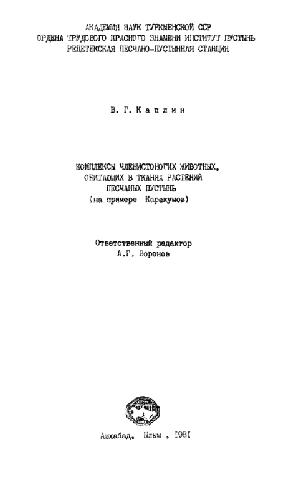 АКАДЕМИЯ НАУК ТУРКМЕНСКОЙ ССР
ОРДЕНА ТРУДОВОГО КРАСНОГО ЗНАМЕНИ ИНСТИТУТ ПУСТЫНЬ
РЕПЕТЕКСКАЯ ПЕСЧАНО-ПУСТЫННАЯ СТАНЦИЯ
В. Г. Каплин
КОМПЛЕКСЫ ЧЛЕНИСТОНОГИХ ЖИВОТНЫХ,
ОБИТАВШИХ В ТКАНЯХ РАСТЕНИЙ
ПЕСЧАНЫХ ПУСТЫНЬ
(на примере Каракумов)
Ответственный редактор
А.Г. Воронов
Ашхабад, Ылым, 1981